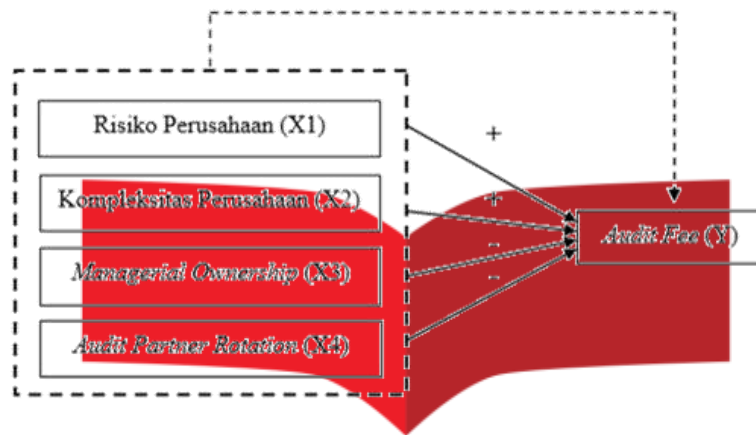 Risiko Perusahaan (X1)
+
Kompleksitas Perusahaan (X2)
+
Audit Fee (Y)
-
Managerial Ownership (X3)
-
Audit Partner Rotation (X4)